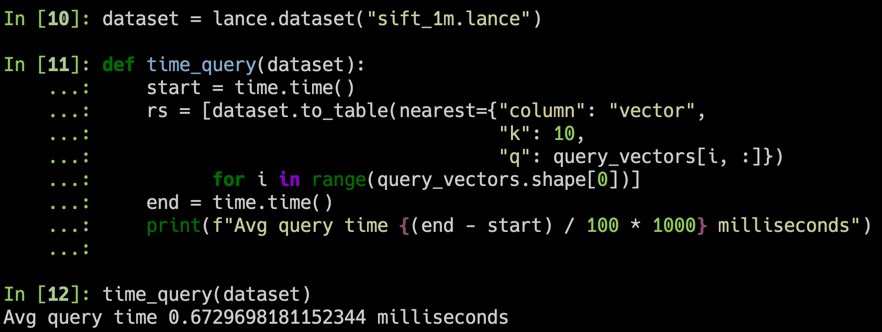 In [10]: dataset = lance.dataset("sift_1m.lance")
In [11]: def time_query(dataset):
    ...:     start = time.time()
    ...:     rs = [dataset.to_table(nearest={"column": "vector",
    ...:                                     "k": 10,
    ...:                                     "q": query_vectors[i, :]})
    ...:           for i in range(query_vectors.shape[0])]
    ...:     end = time.time()
    ...:     print(f"Avg query time {(end - start) / 100 * 1000} milliseconds")
    ...:
In [12]: time_query(dataset)
Avg query time 0.6729698181152344 milliseconds